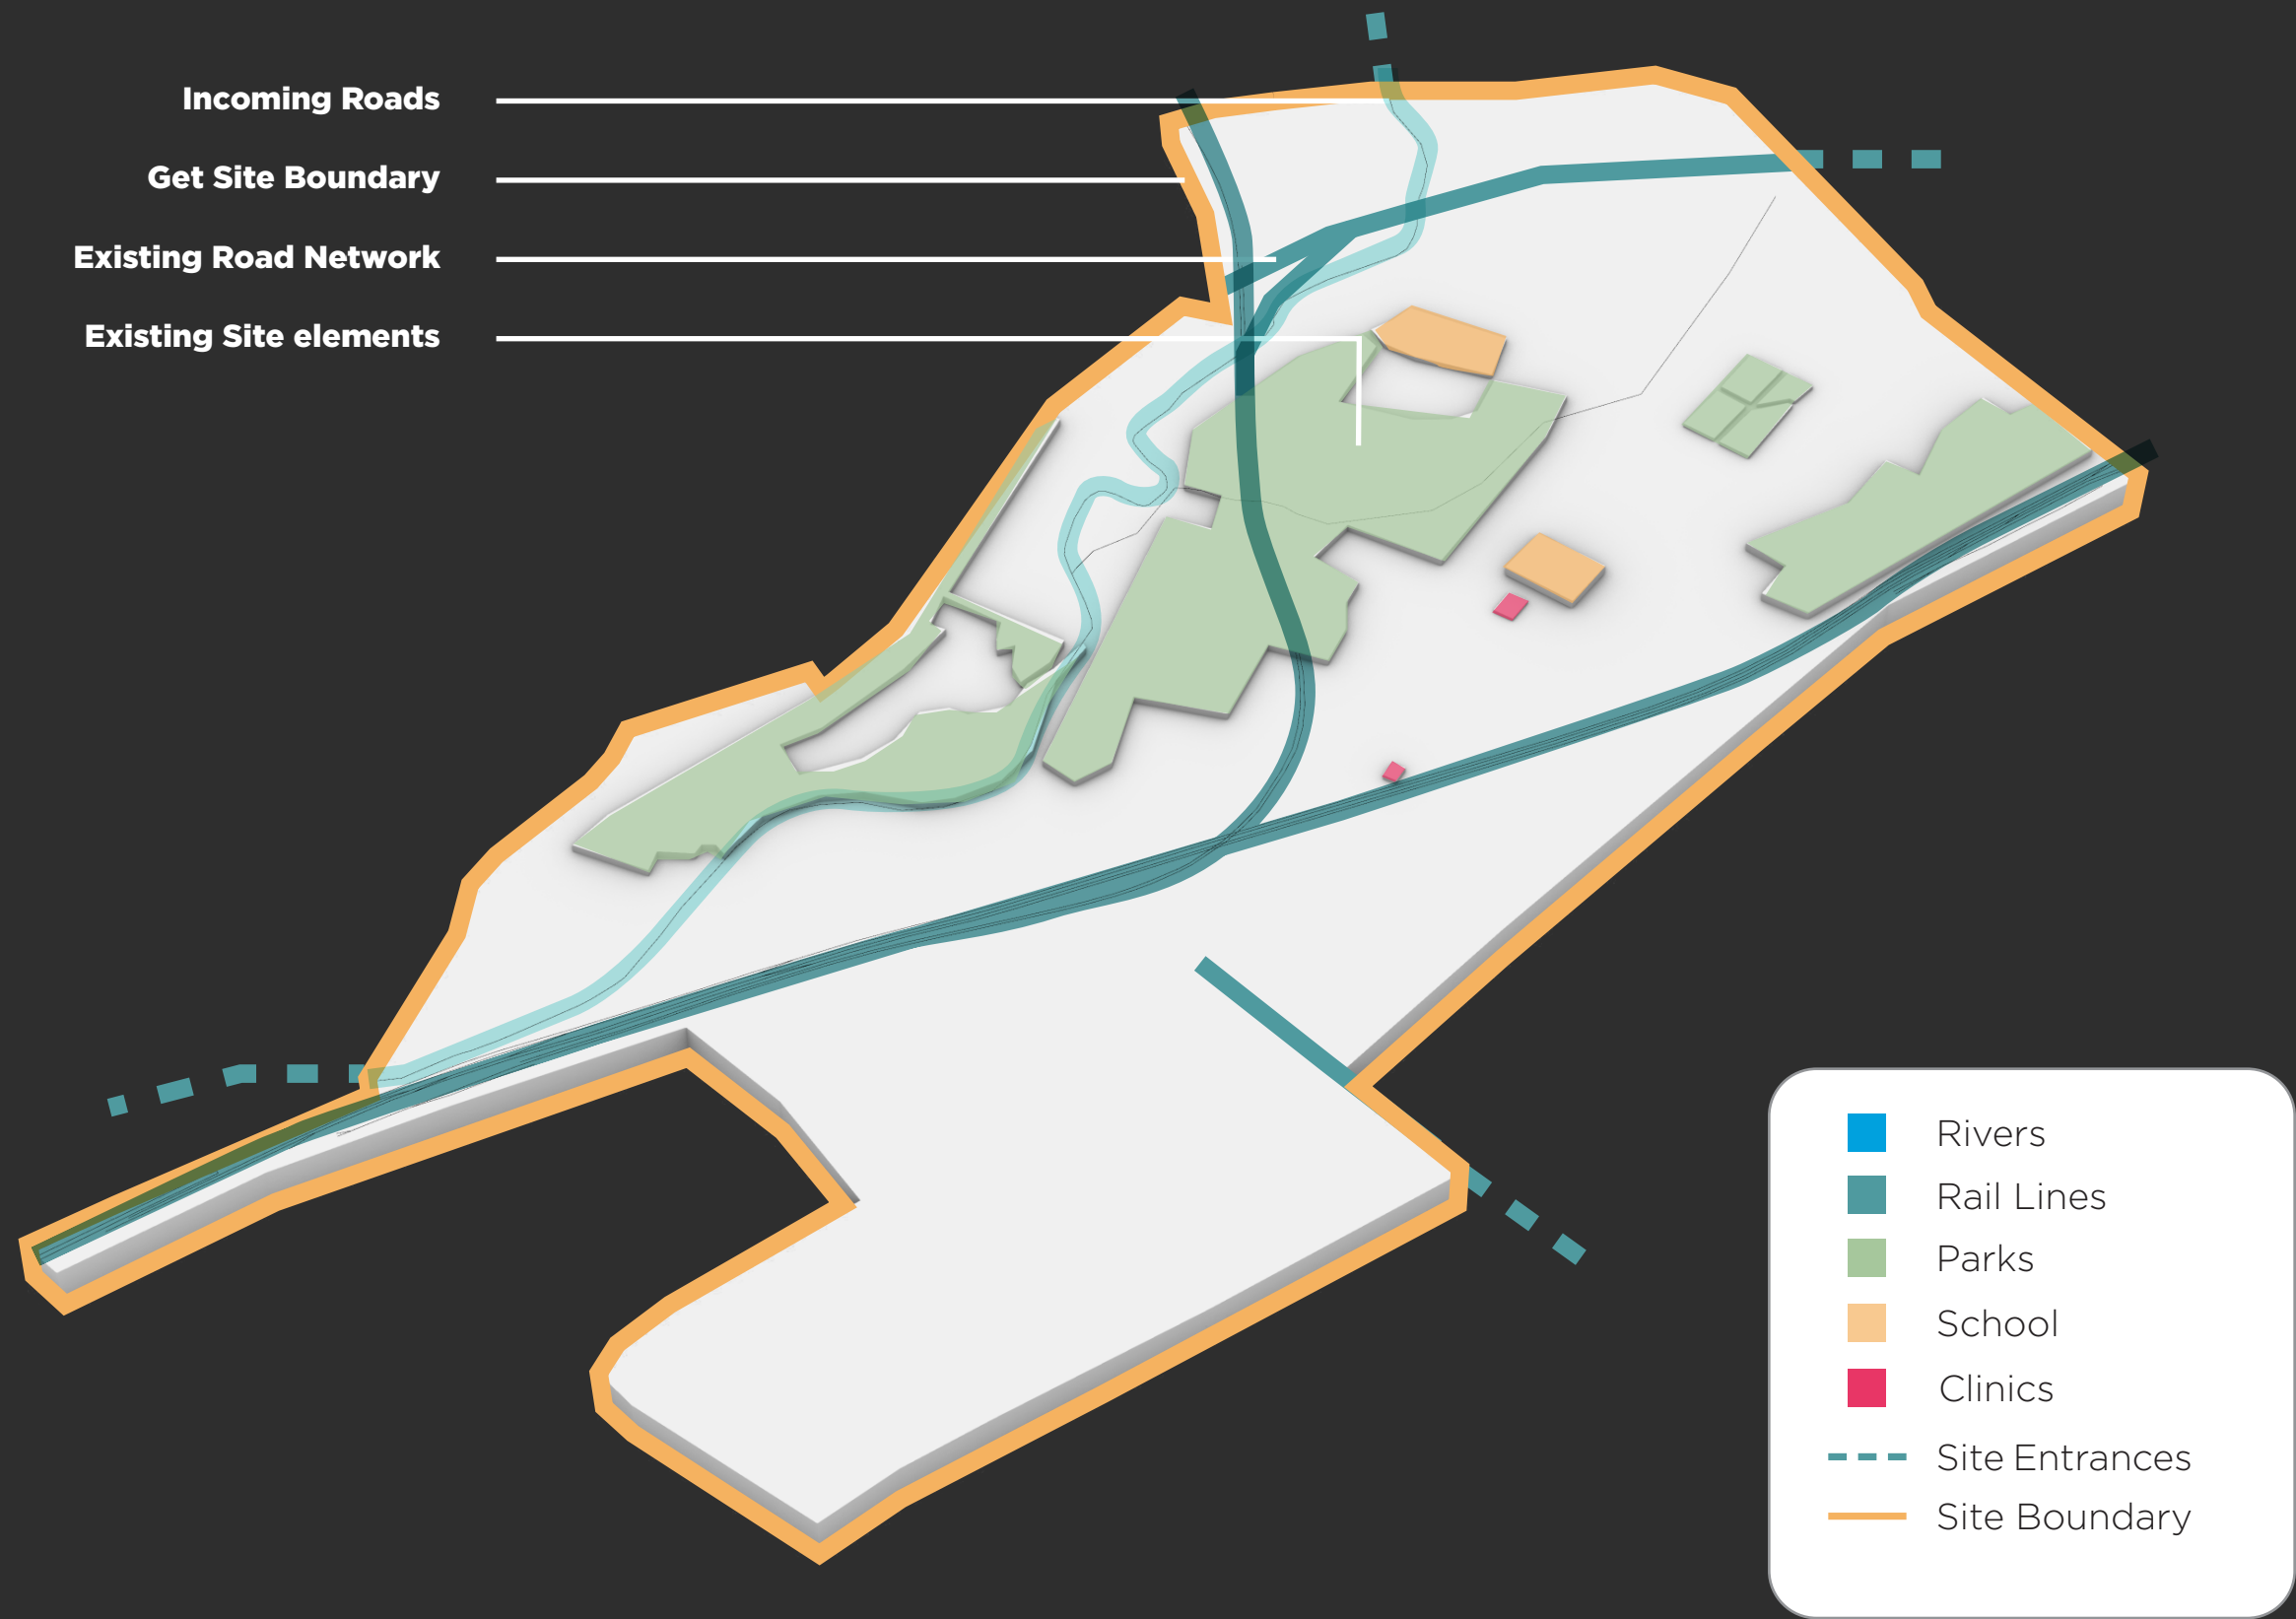 Incoming Roads
Get Site Boundary
Existing Road Network
Existing Site elements
Rivers
Rail Lines
Parks
School
Clinics
Site Entrances
Site Boundary